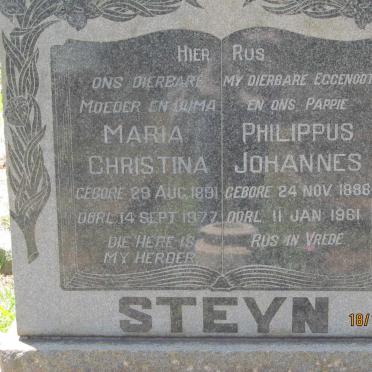 HIER RUS
ONS DIERBARE
MOEDER EN OUMA
MARIA
CHRISTINA
GEBORE 29 AUG. 1891
OORL. 14 SEPT 1977
DIE HERE IS
MY HERDER
MY DIERBARE EGGENOOT
EN ONS PAPPIE
PHILIPPUS
JOHANNES
GEBORE 24 NOV 1888
OORL. 11 JAN 1961
RUS IN VREDE
STEYN
18/